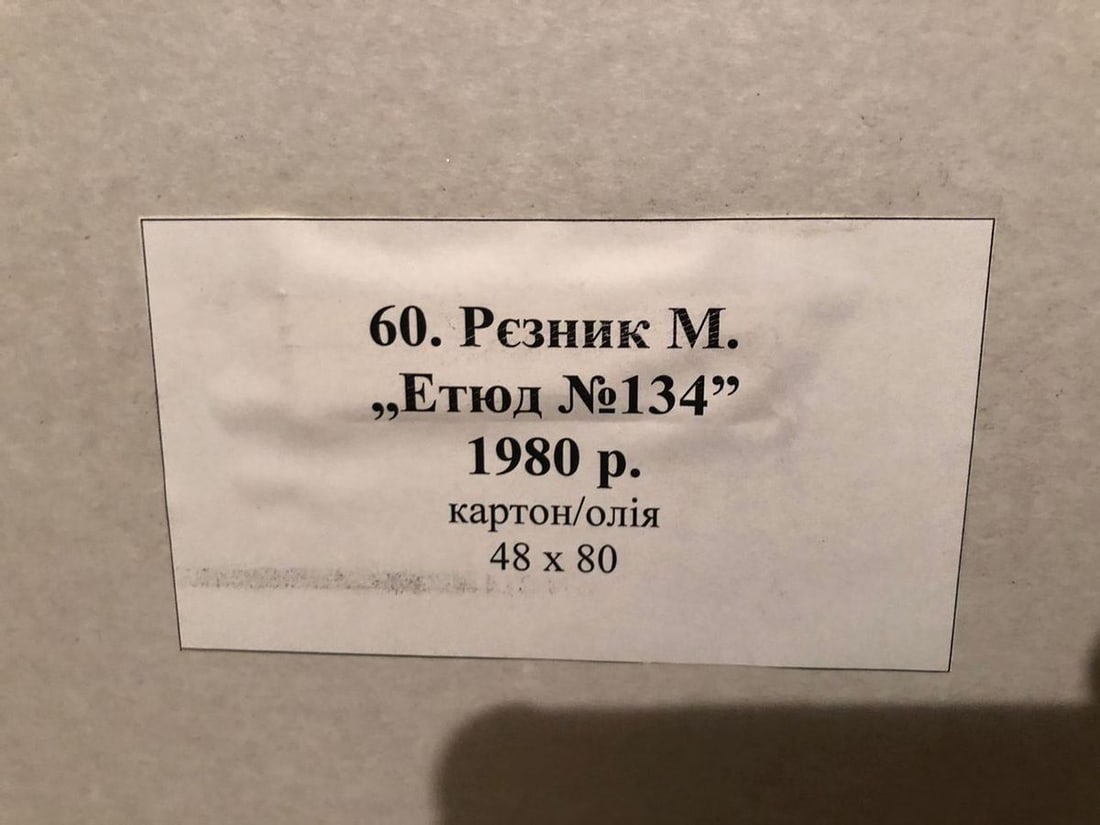 60. Рєзник М.
„Етюд №134”
1980 р.
картон/олія
48 х 80